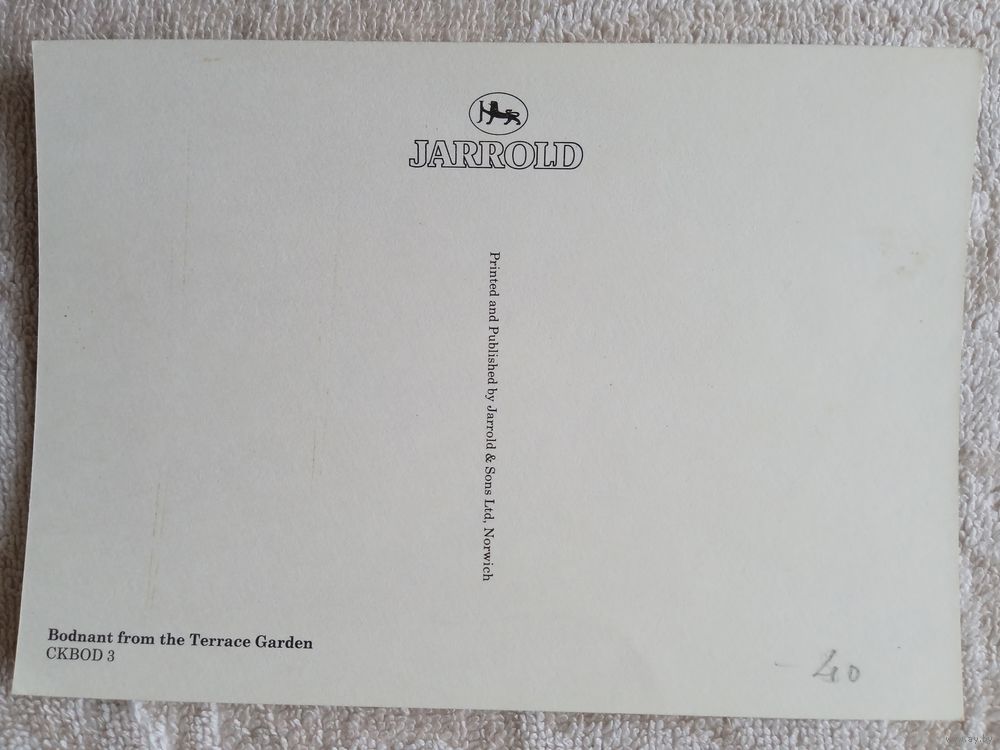 JARROLD
Printed and Published by Jarrold & Sons Ltd, Norwich
Bodnant from the Terrace Garden
CKBOD 3
- 40